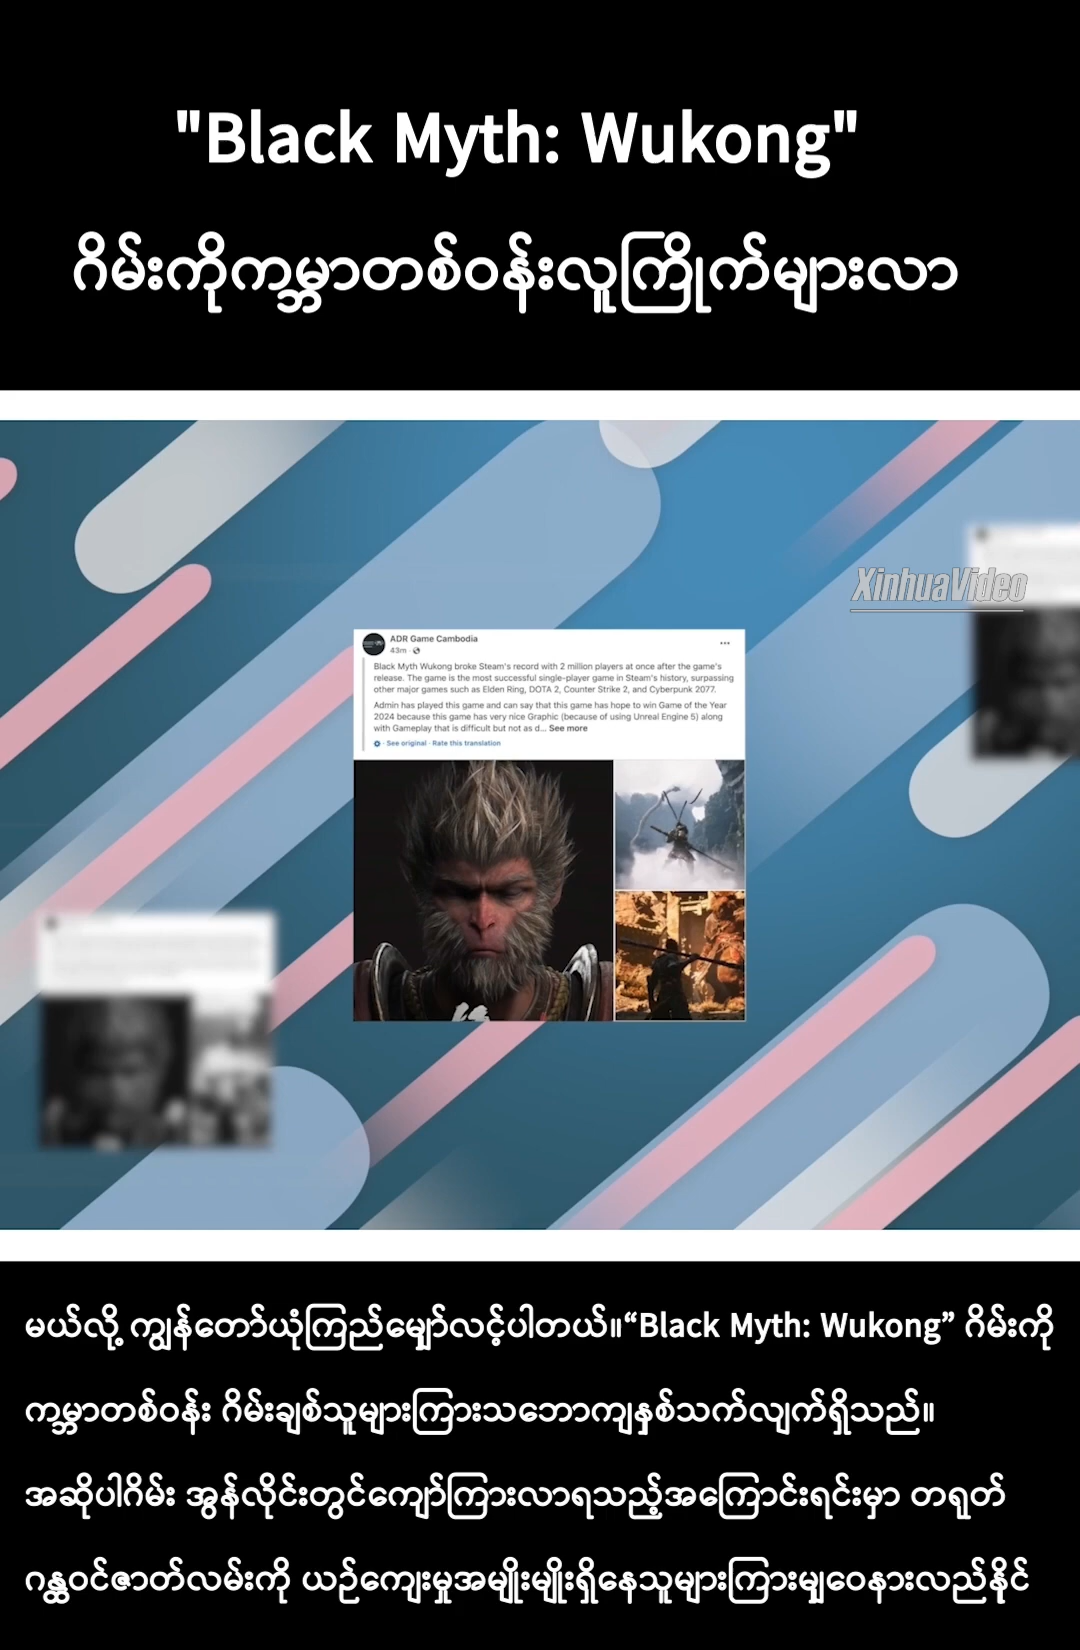 "Black Myth: Wukong"
ဂိမ်းကိုကမ္ဘာတစ်ဝန်းလူကြိုက်များလာ
XinhuaVideo
ADR Game Cambodia
43m
Black Myth Wukong broke Steam's record with 2 million players at once after the game's
release. The game is the most successful single-player game in Steam's history, surpassing
other major games such as Elden Ring, DOTA 2, Counter Strike 2, and Cyberpunk 2077.
Admin has played this game and can say that this game has hope to win Game of the Year
2024 because this game has very nice Graphic (because of using Unreal Engine 5) along
with Gameplay that is difficult but not as d... See more
See original · Rate this translation
မယ်လို့ ကျွန်တော်ယုံကြည်မျှော်လင့်ပါတယ်။“Black Myth: Wukong” ဂိမ်းကို
ကမ္ဘာတစ်ဝန်း ဂိမ်းချစ်သူများကြားသဘောကျနှစ်သက်လျက်ရှိသည်။
အဆိုပါဂိမ်း အွန်လိုင်းတွင်ကျော်ကြားလာရသည့်အကြောင်းရင်းမှာ တရုတ်
ဂန္ထဝင်ဇာတ်လမ်းကို ယဉ်ကျေးမှုအမျိုးမျိုးရှိနေသူများကြားမျှဝေနားလည်နိုင်